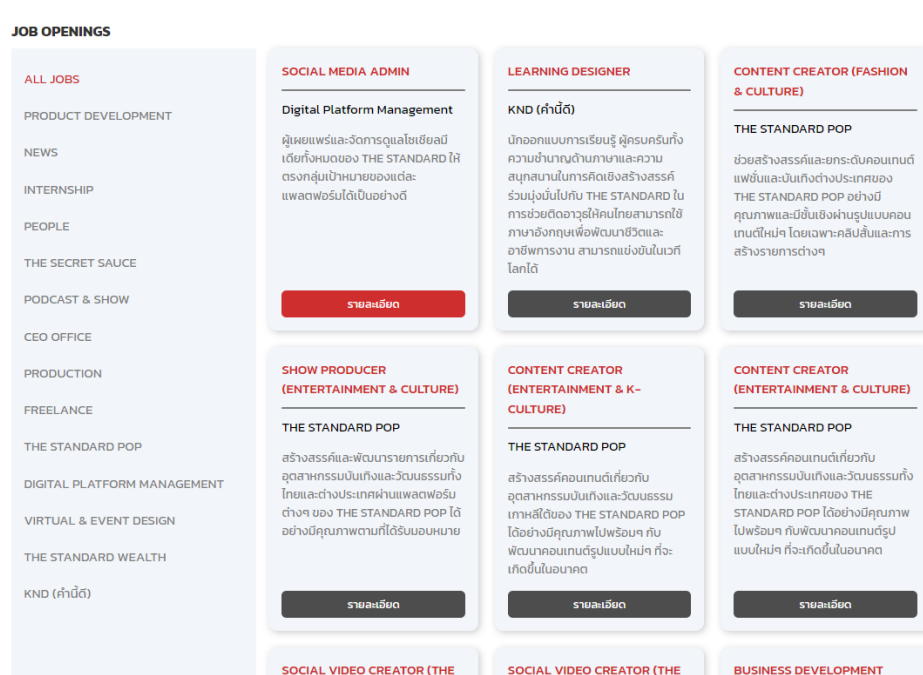 JOB OPENINGS
ALL JOBS
PRODUCT DEVELOPMENT
NEWS
INTERNSHIP
PEOPLE
THE SECRET SAUCE
PODCAST & SHOW
CEO OFFICE
PRODUCTION
FREELANCE
THE STANDARD POP
DIGITAL PLATFORM MANAGEMENT
VIRTUAL & EVENT DESIGN
THE STANDARD WEALTH
KND (คำนี้ดี)
SOCIAL MEDIA ADMIN
Digital Platform Management
ผู้เผยแพร่และจัดการดูแลโซเชียลมี
เดียทั้งหมดของ THE STANDARD ให้
ตรงกลุ่มเป้าหมายของแต่ละ
แพลตฟอร์มได้เป็นอย่างดี
รายละเอียด
LEARNING DESIGNER
KND (คำนี้ดี)
นักออกแบบการเรียนรู้ ผู้ครบครันทั้ง
ความชำนาญด้านภาษาและความ
สนุกสนานในการคิดเชิงสร้างสรรค์
ร่วมมุ่งมั่นไปกับ THE STANDARD ใน
การช่วยติดอาวุธให้คนไทยสามารถใช้
ภาษาอังกฤษเพื่อพัฒนาชีวิตและ
อาชีพการงาน สามารถแข่งขันในเวที
โลกได้
รายละเอียด
CONTENT CREATOR (FASHION
& CULTURE)
THE STANDARD POP
ช่วยสร้างสรรค์และยกระดับคอนเทนต์
แฟชั่นและบันเทิงต่างประเทศของ
THE STANDARD POP อย่างมี
คุณภาพและมีชั้นเชิงผ่านรูปแบบคอน
เทนต์ใหม่ๆ โดยเฉพาะคลิปสั้นและการ
สร้างรายการต่างๆ
รายละเอียด
SHOW PRODUCER
(ENTERTAINMENT & CULTURE)
THE STANDARD POP
สร้างสรรค์และพัฒนารายการเกี่ยวกับ
อุตสาหกรรมบันเทิงและวัฒนธรรมทั้ง
ไทยและต่างประเทศผ่านแพลตฟอร์ม
ต่างๆ ของ THE STANDARD POP ได้
อย่างมีคุณภาพตามที่ได้รับมอบหมาย
รายละเอียด
CONTENT CREATOR
(ENTERTAINMENT & K-
CULTURE)
THE STANDARD POP
สร้างสรรค์คอนเทนต์เกี่ยวกับ
อุตสาหกรรมบันเทิงและวัฒนธรรม
เกาหลีใต้ของ THE STANDARD POP
ได้อย่างมีคุณภาพไปพร้อมๆ กับ
พัฒนาคอนเทนต์รูปแบบใหม่ๆ ที่จะ
เกิดขึ้นในอนาคต
รายละเอียด
CONTENT CREATOR
(ENTERTAINMENT & CULTURE)
THE STANDARD POP
สร้างสรรค์คอนเทนต์เกี่ยวกับ
อุตสาหกรรมบันเทิงและวัฒนธรรมทั้ง
ไทยและต่างประเทศของ THE
STANDARD POP ได้อย่างมีคุณภาพ
ไปพร้อมๆ กับพัฒนาคอนเทนต์รูป
แบบใหม่ๆ ที่จะเกิดขึ้นในอนาคต
รายละเอียด
SOCIAL VIDEO CREATOR (THE
SOCIAL VIDEO CREATOR (THE
BUSINESS DEVELOPMENT